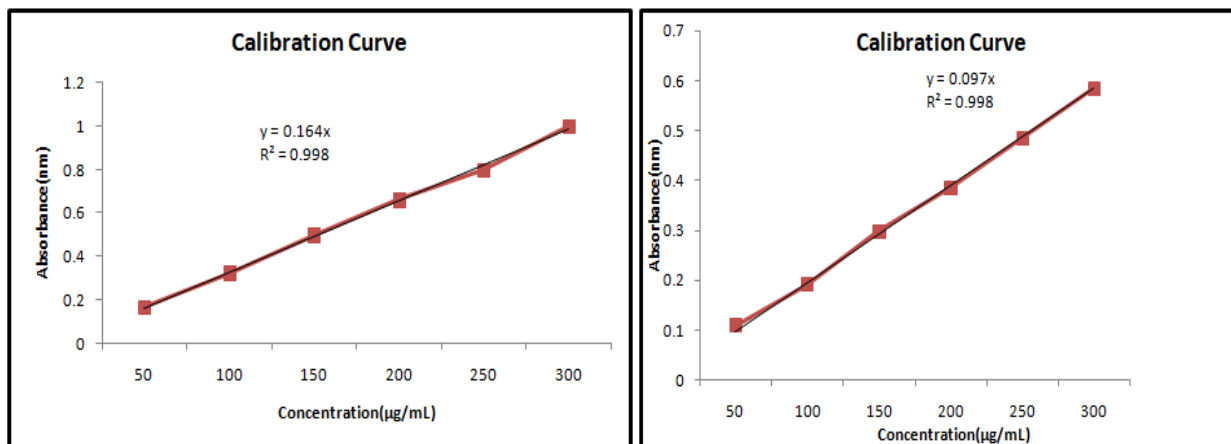 Calibration Curve
y = 0.164x
R² = 0.998
Absorbance(nm)
1.2
1
0.8
0.6
0.4
0.2
0
50 100 150 200 250 300
Concentration(µg/mL)
Calibration Curve
y = 0.097x
R² = 0.998
Absorbance(nm)
0.7
0.6
0.5
0.4
0.3
0.2
0.1
0
50 100 150 200 250 300
Concentration(µg/mL)